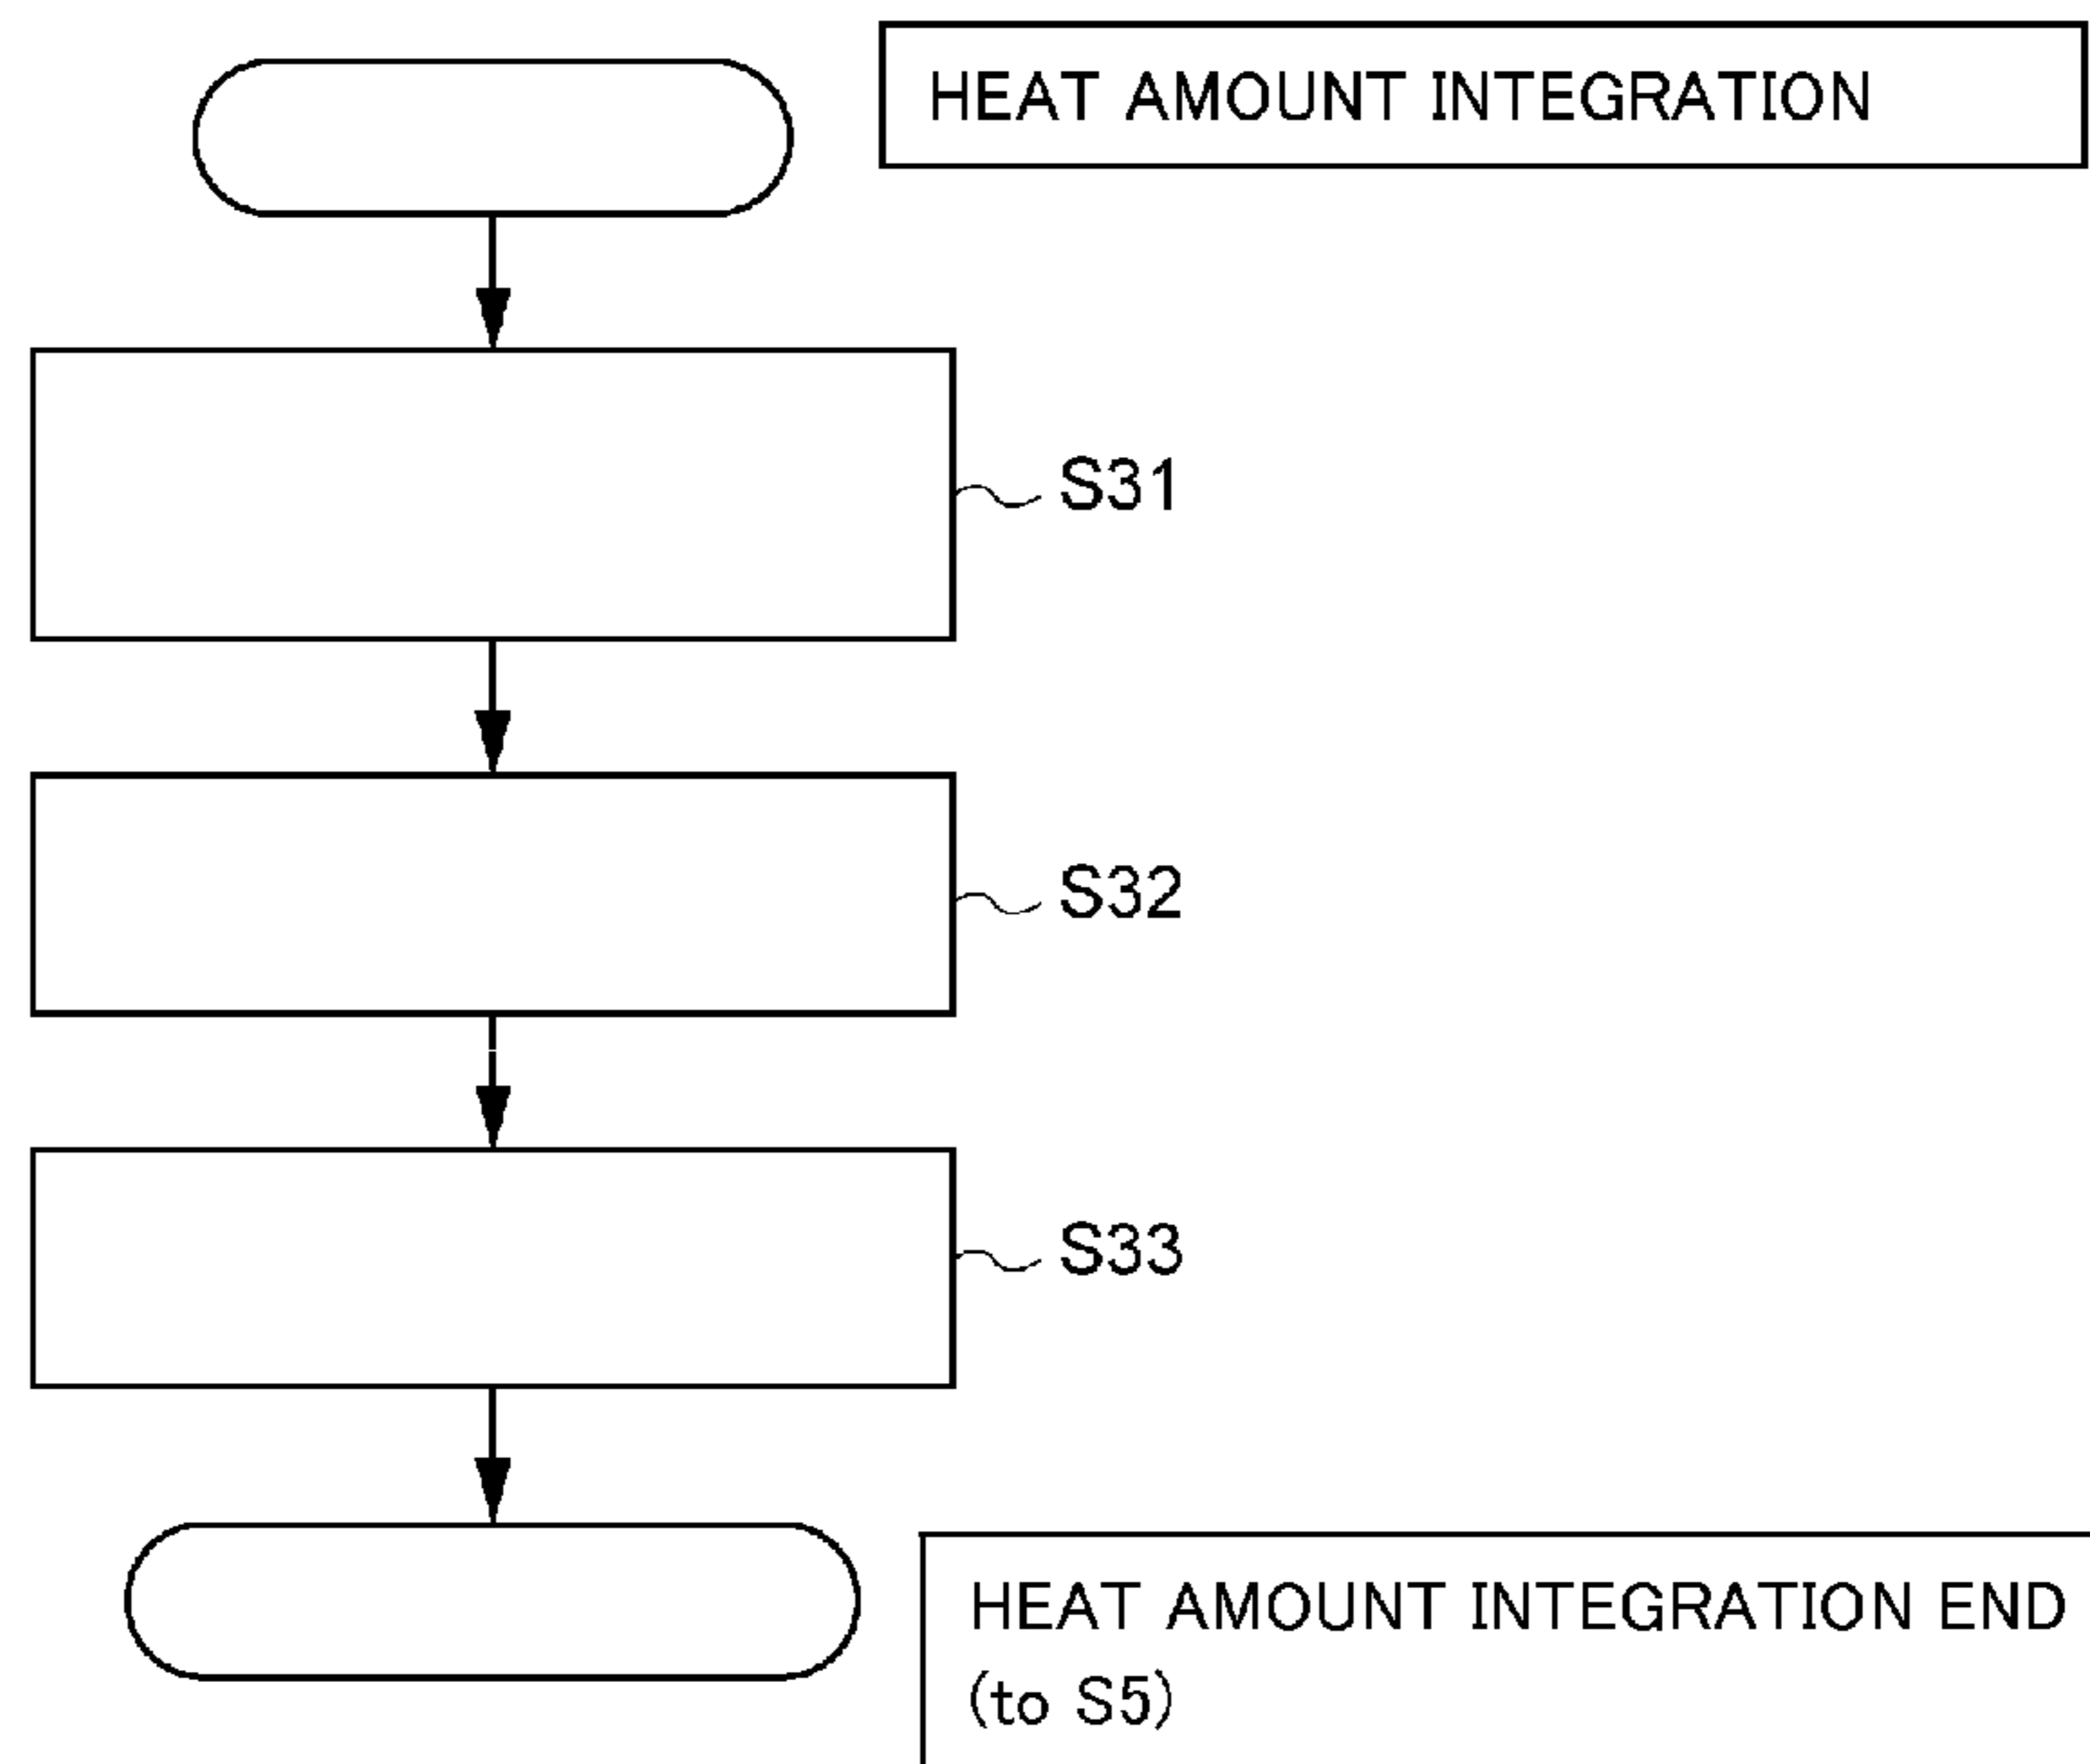 HEAT AMOUNT INTEGRATION
S31
S32
S33
HEAT AMOUNT INTEGRATION END
(to S5)